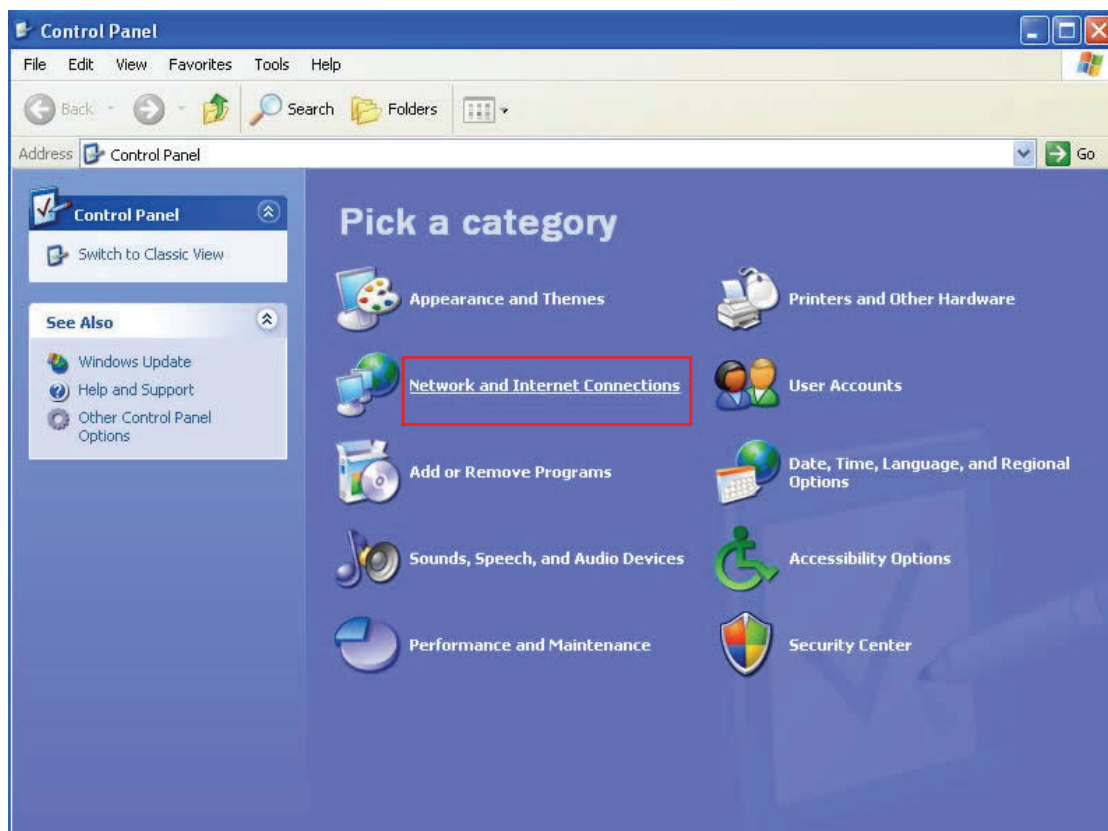 Control Panel
File Edit View Favorites Tools Help
Back Search Folders
Address Control Panel Go
Control Panel
Switch to Classic View
See Also
Windows Update
Help and Support
Other Control Panel
Options
Pick a category
Appearance and Themes
Printers and Other Hardware
Network and Internet Connections
User Accounts
Add or Remove Programs
Date, Time, Language, and Regional
Options
Sounds, Speech, and Audio Devices
Accessibility Options
Performance and Maintenance
Security Center